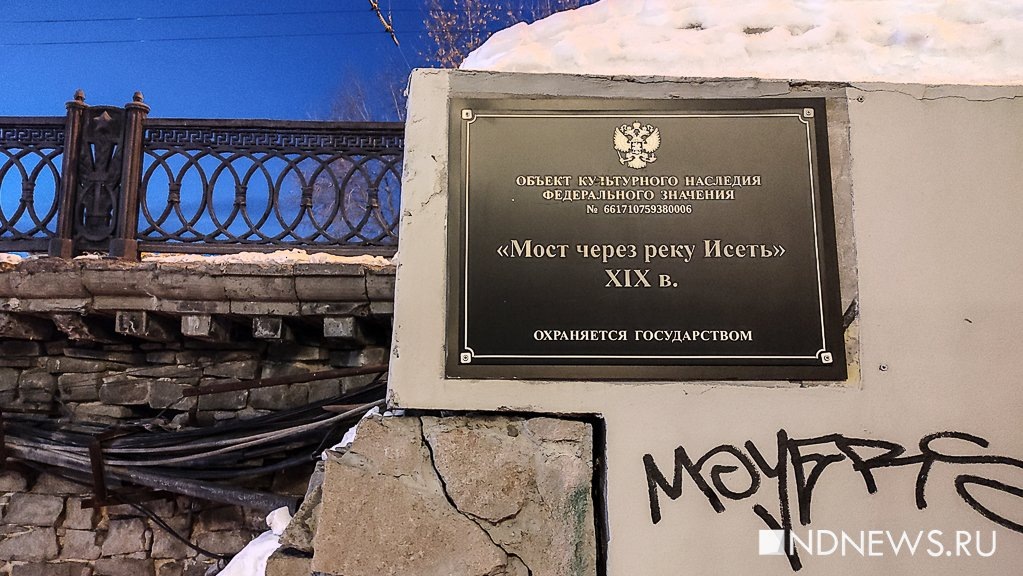 ОБЪЕКТ КУЛЬТУРНОГО НАСЛЕДИЯ
ФЕДЕРАЛЬНОГО ЗНАЧЕНИЯ
№ 661710759380006
«Мост через реку Исеть»
XIX в.
ОХРАНЯЕТСЯ ГОСУДАРСТВОМ
NDNEWS.RU